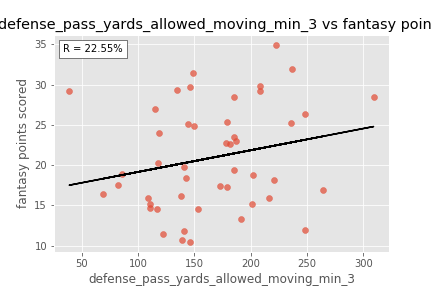 defense_pass_yards_allowed_moving_min_3 vs fantasy poin
R = 22.55%
fantasy points scored
35
30
25
20
15
10
50 100 150 200 250 300
defense_pass_yards_allowed_moving_min_3